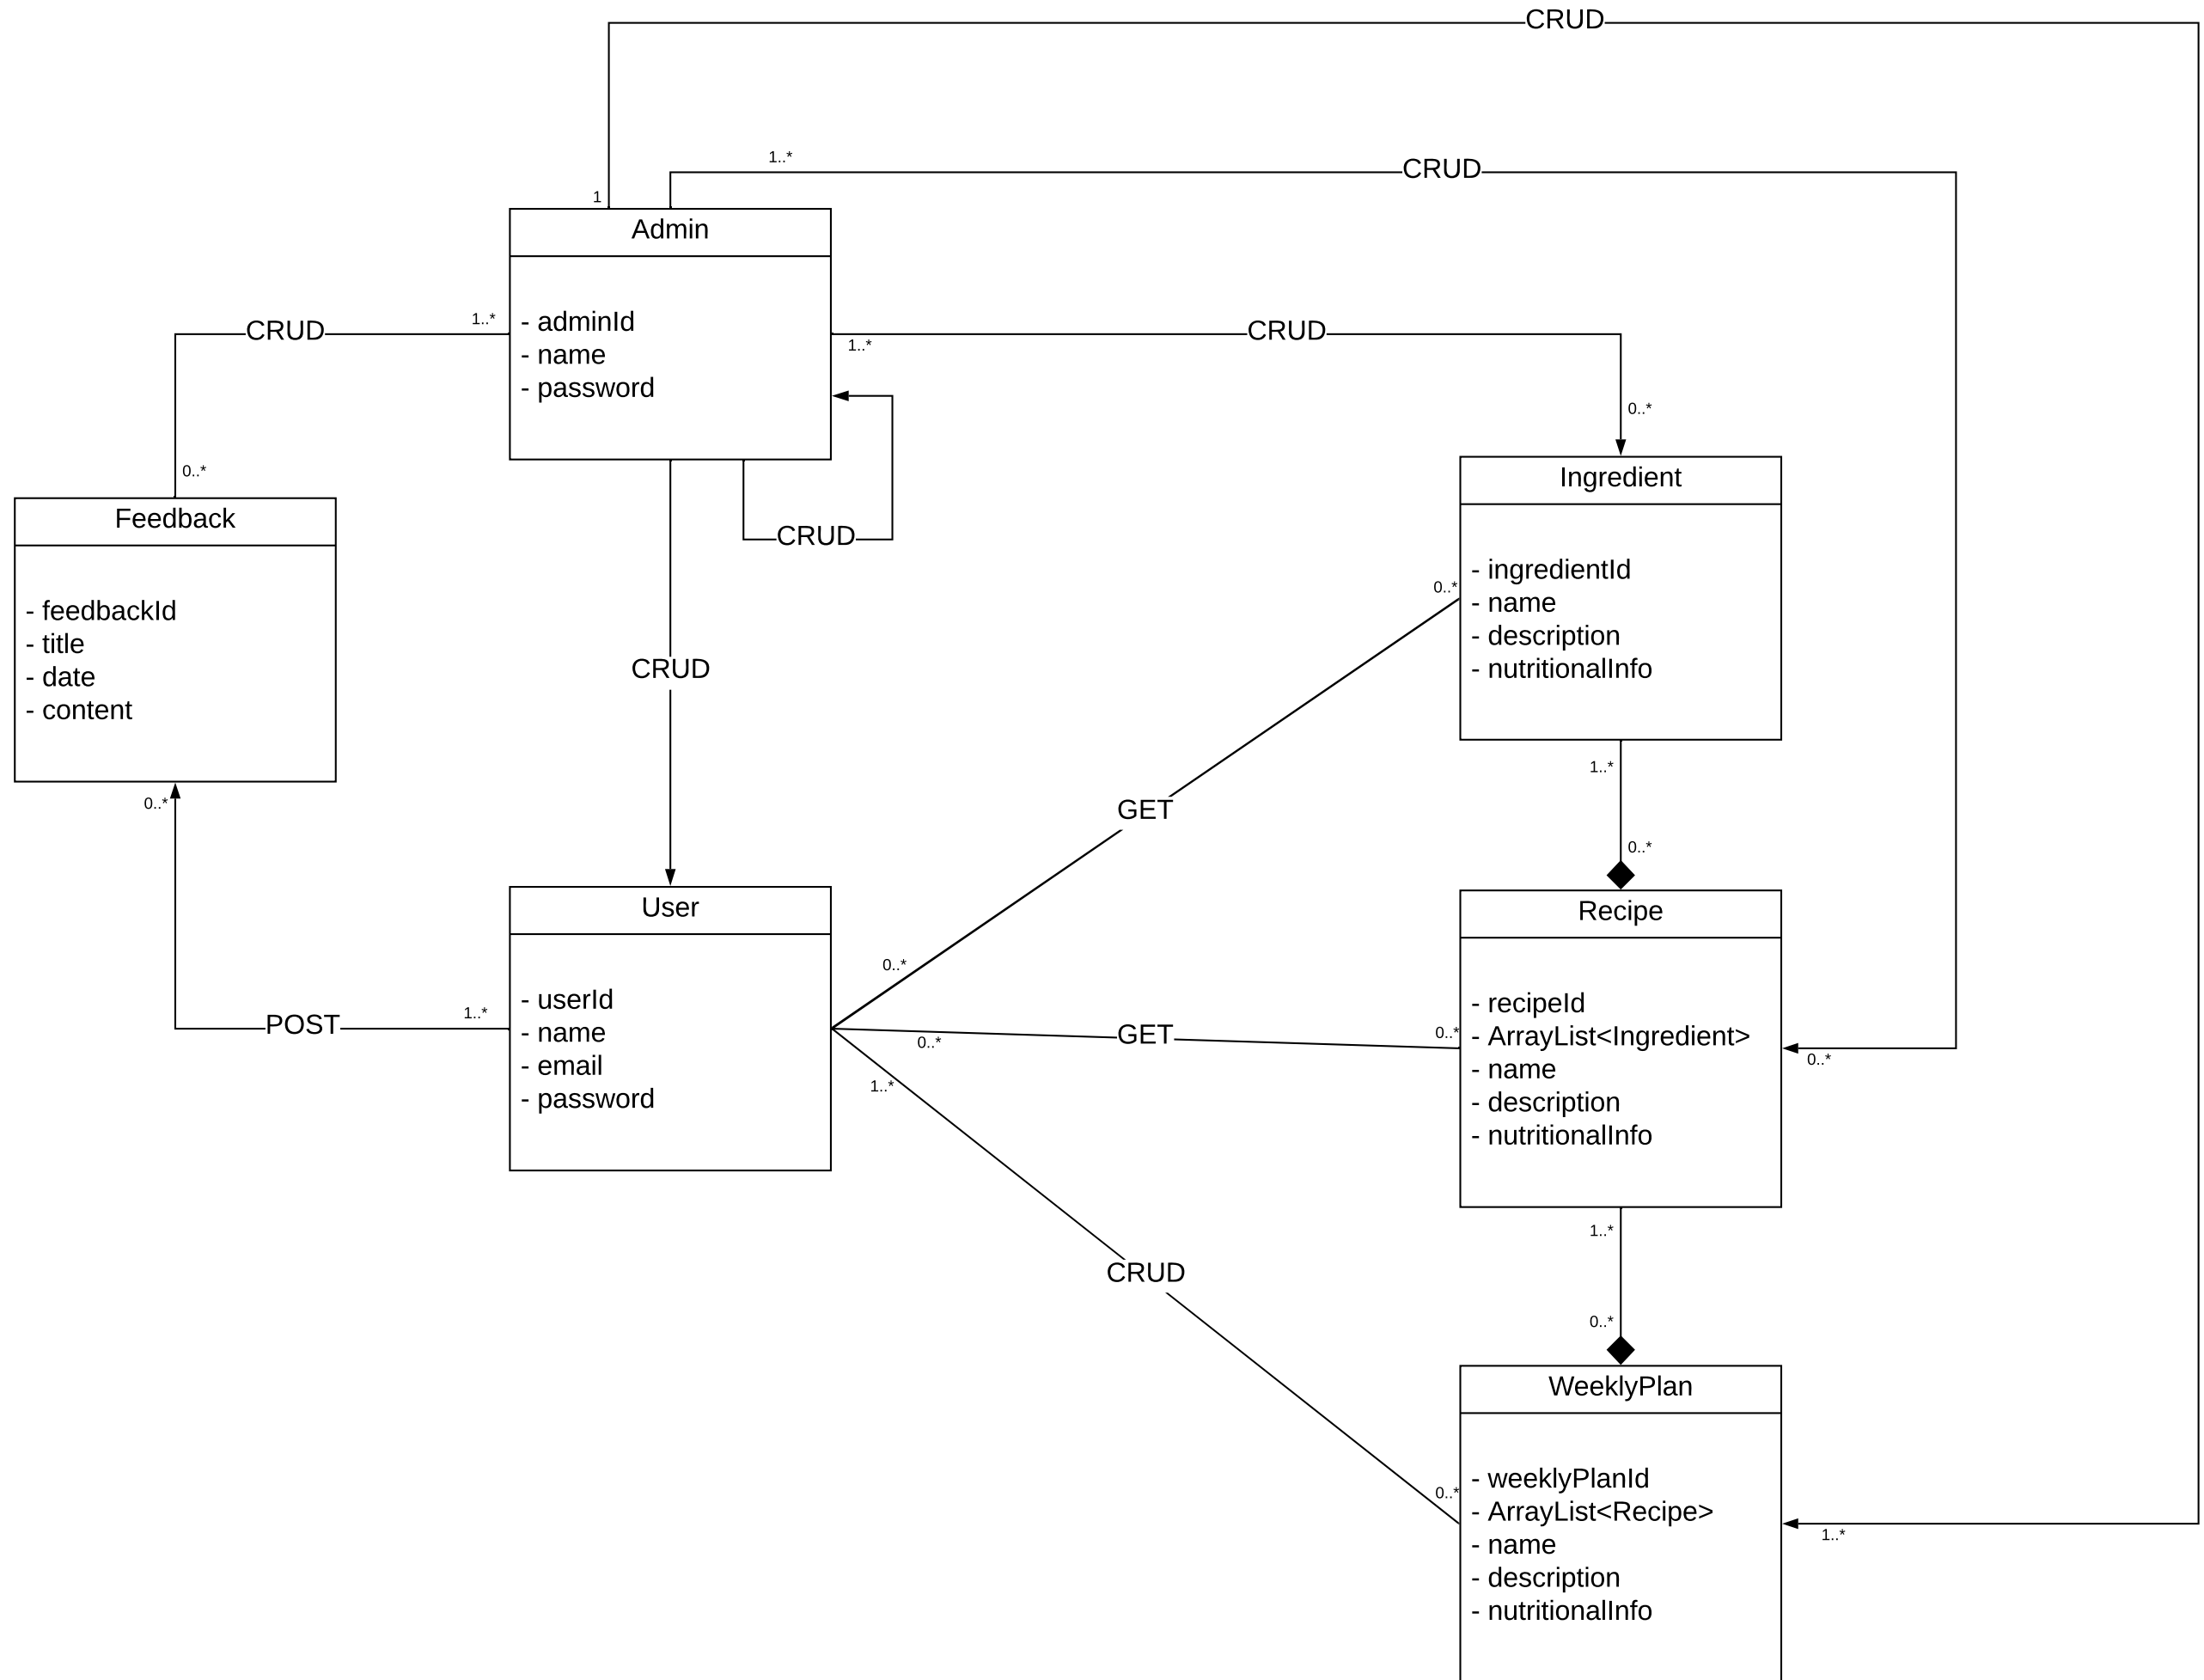 CRUD
1..*
CRUD
1
Admin
- adminId
- name
- password
1..*
CRUD
0..*
1..*
CRUD
0..*
CRUD
Feedback
- feedbackId
- title
- date
- content
0..*
Ingredient
- ingredientId
- name
- description
- nutritionalInfo
0..*
CRUD
GET
0..*
1..*
0..*
User
- userId
- name
- email
- password
POST
1..*
Recipe
- recipeId
- ArrayList<Ingredient>
- name
- description
- nutritionalInfo
0..*
GET
0..*
0..*
1..*
CRUD
0..*
1..*
0..*
WeeklyPlan
- weeklyPlanId
- ArrayList<Recipe>
- name
- description
- nutritionalInfo
1..*